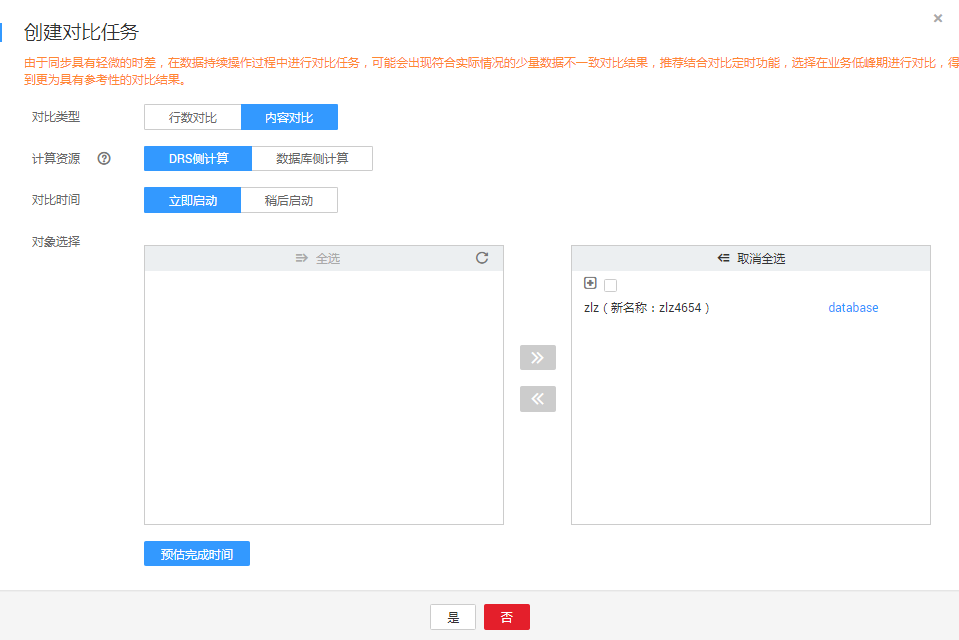 创建对比任务
由于同步具有轻微的时差，在数据持续操作过程中进行对比任务，可能会出现符合实际情况的少量数据不一致对比结果，推荐结合对比定时功能，选择在业务低峰期进行对比，得
到更为具有参考性的对比结果。
对比类型 行数对比 内容对比
计算资源 DRS侧计算 数据库侧计算
对比时间 立即启动 稍后启动
对象选择
全选 取消全选
zlz（新名称：zlz4654） database
预估完成时间
是 否